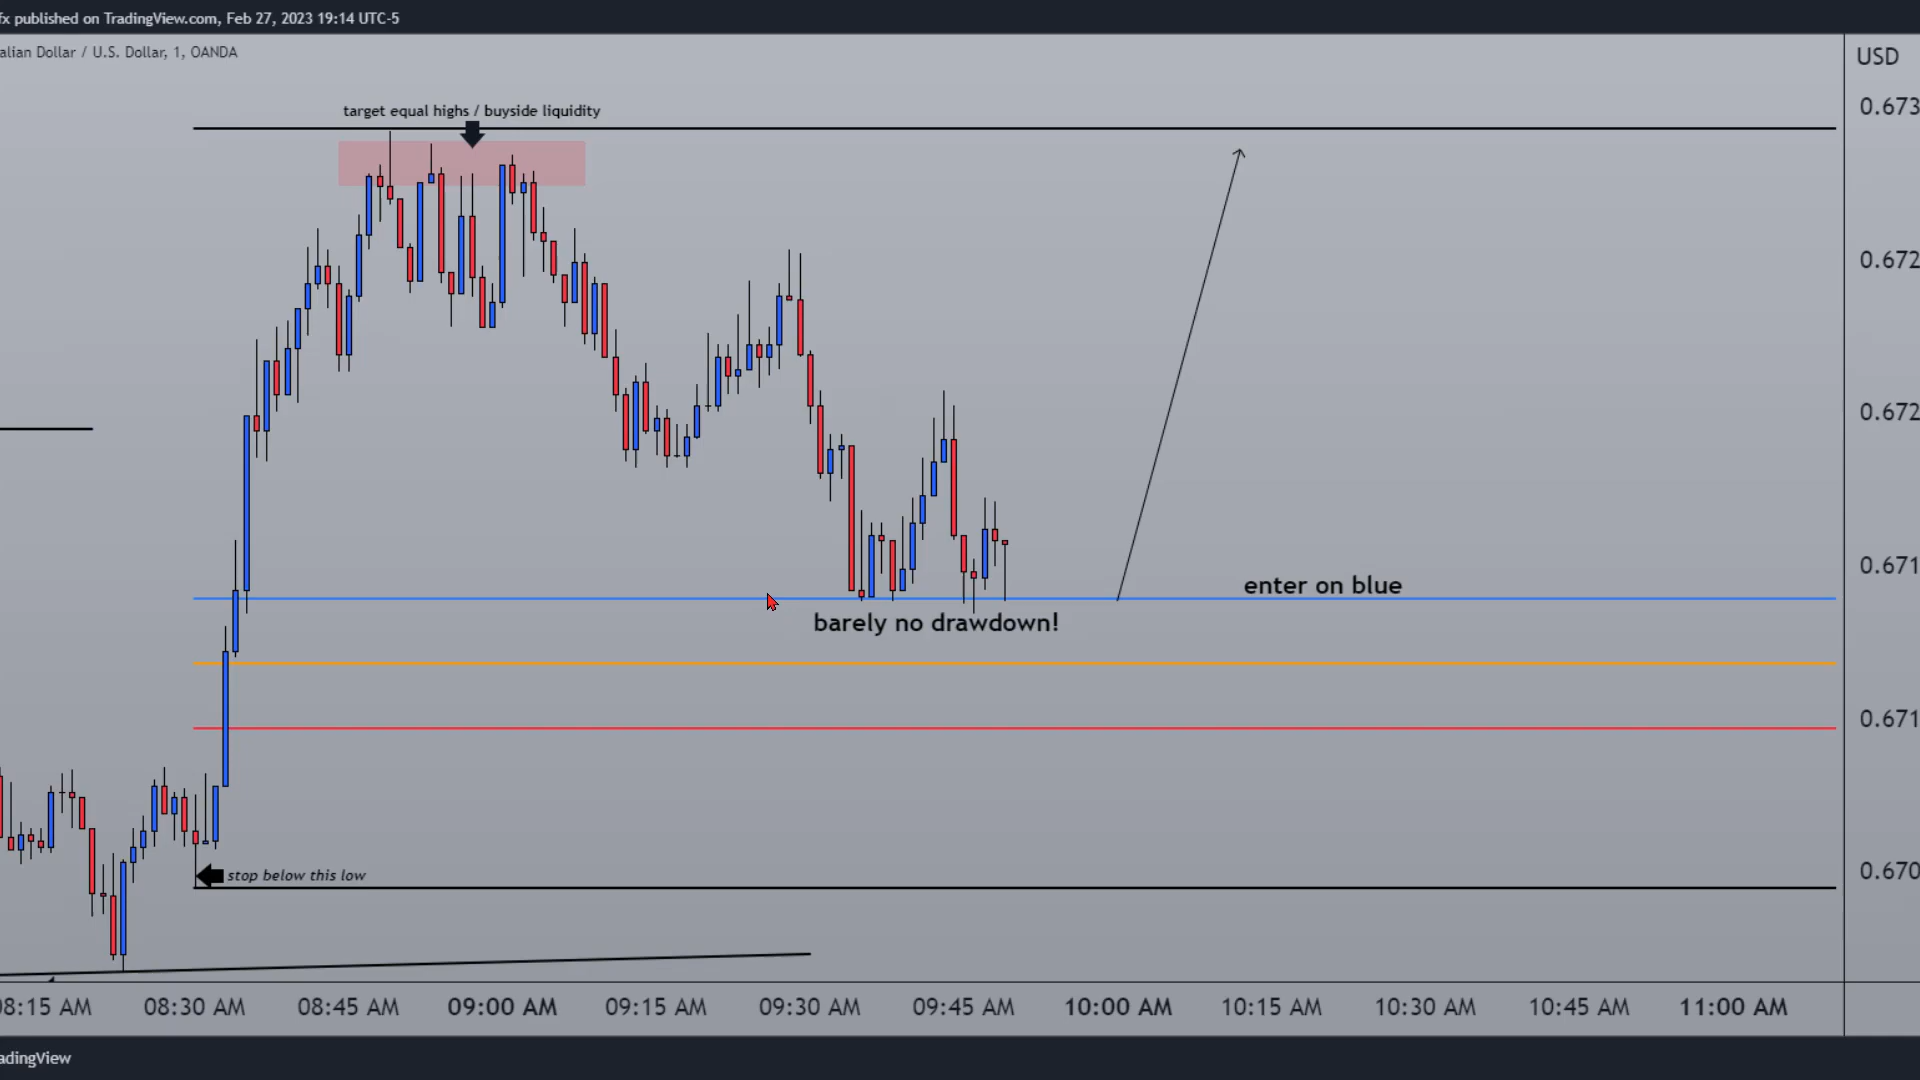 fx published on TradingView.com, Feb 27, 2023 19:14 UTC-5
alian Dollar / U.S. Dollar, 1, OANDA
USD
target equal highs / buyside liquidity
0.673
0.672
0.672
0.671
enter on blue
barely no drawdown!
0.671
0.670
stop below this low
08:15 AM 08:30 AM 08:45 AM 09:00 AM 09:15 AM 09:30 AM 09:45 AM 10:00 AM 10:15 AM 10:30 AM 10:45 AM 11:00 AM
adingView